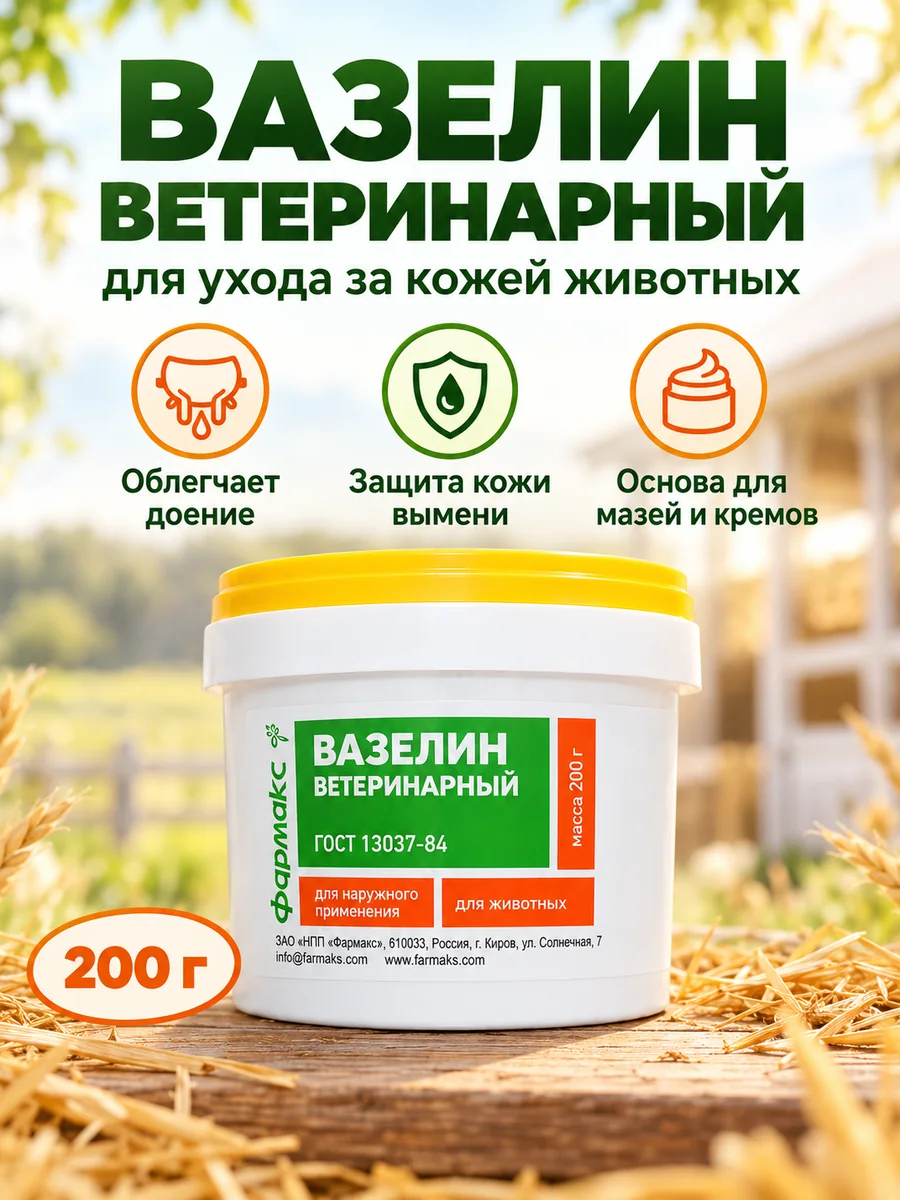 ВАЗЕЛИН
ВЕТЕРИНАРНЫЙ
для ухода за кожей животных
Облегчает
доение
Защита кожи
вымени
Основа для
мазей и кремов
фармакс
ВАЗЕЛИН
ВЕТЕРИНАРНЫЙ
ГОСТ 13037-84
масса 200 г
для наружного
применения
для животных
ЗАО «НПП «Фармакс», 610033, Россия, г. Киров, ул. Солнечная, 7
info@farmaks.com www.farmaks.com
200 г